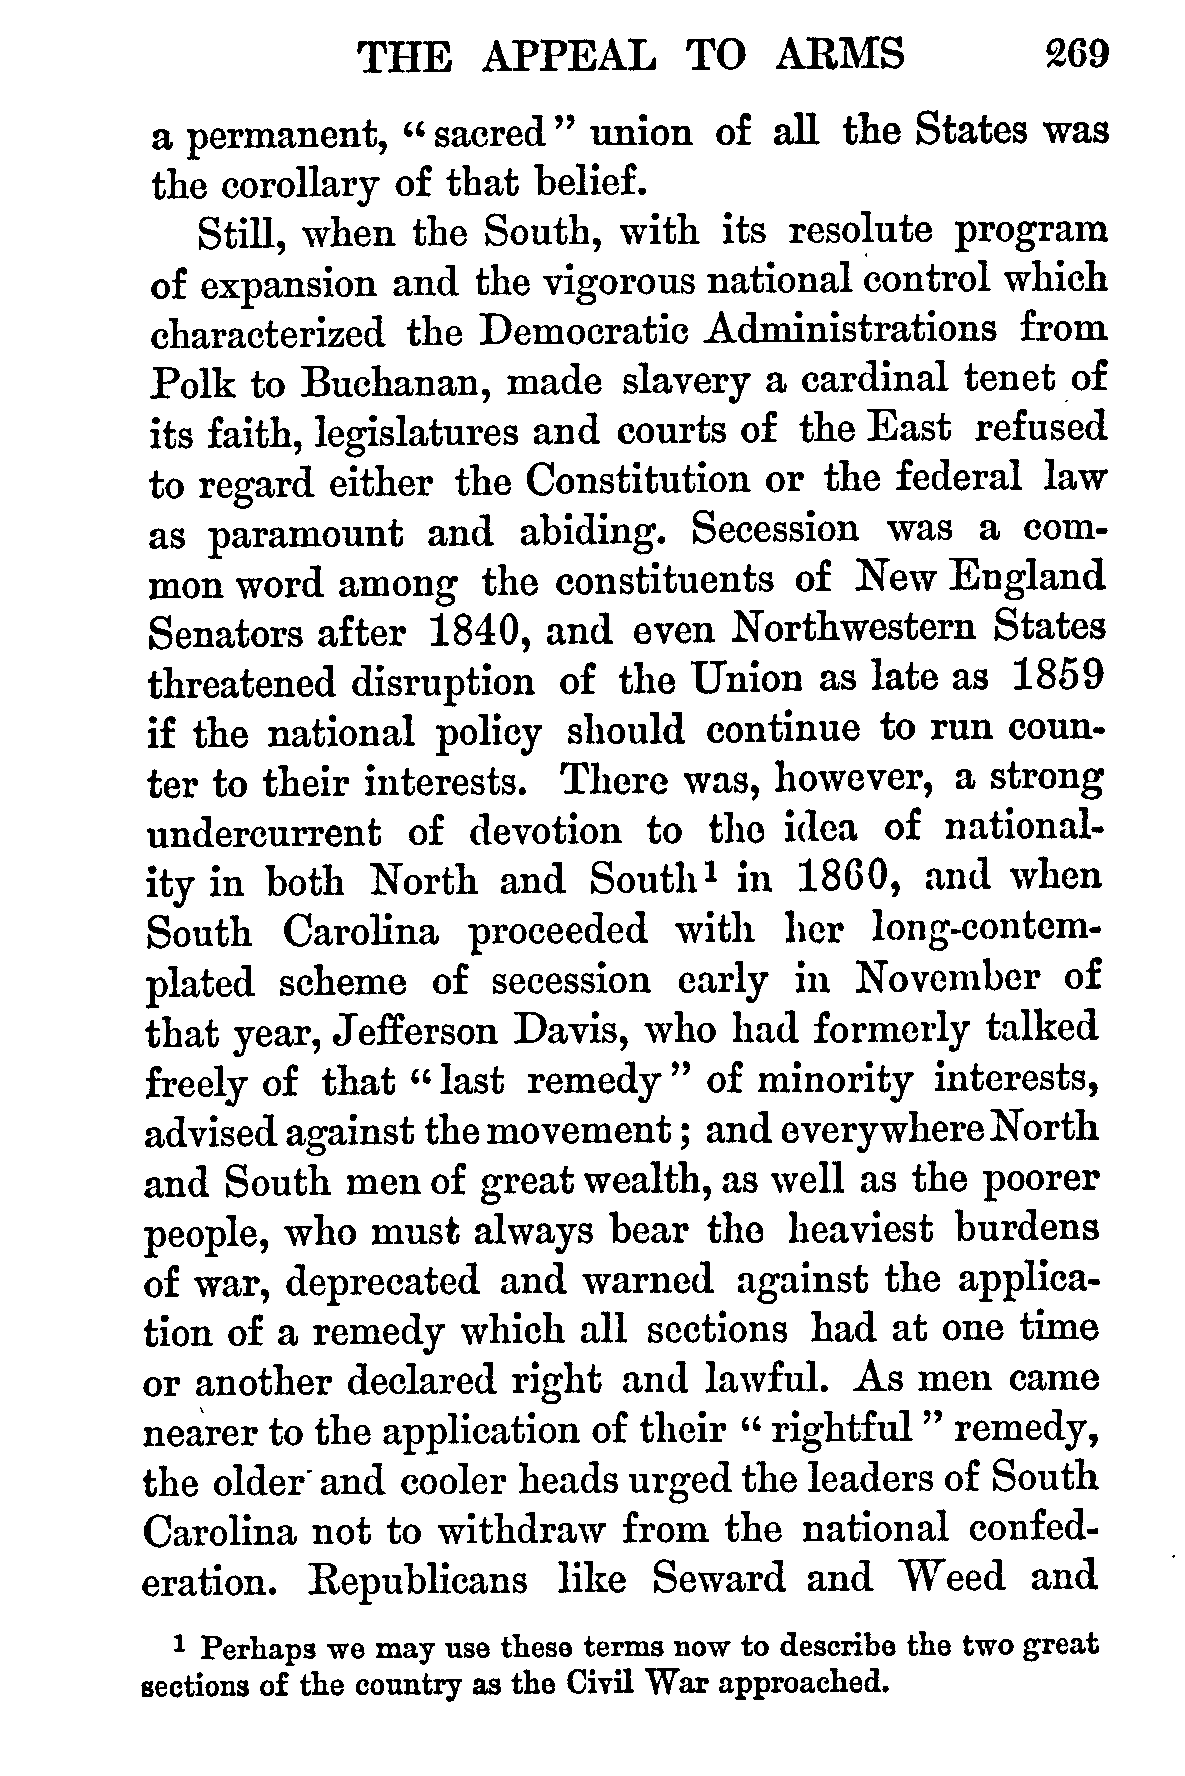 THE APPEAL TO ARMS 269
a permanent, “sacred” union of all the States was
the corollary of that belief.
Still, when the South, with its resolute program
of expansion and the vigorous national control which
characterized the Democratic Administrations from
Polk to Buchanan, made slavery a cardinal tenet of
its faith, legislatures and courts of the East refused
to regard either the Constitution or the federal law
as paramount and abiding. Secession was a com-
mon word among the constituents of New England
Senators after 1840, and even Northwestern States
threatened disruption of the Union as late as 1859
if the national policy should continue to run coun-
ter to their interests. There was, however, a strong
undercurrent of devotion to the idea of national-
ity in both North and South¹ in 1860, and when
South Carolina proceeded with her long-contem-
plated scheme of secession early in November of
that year, Jefferson Davis, who had formerly talked
freely of that “last remedy” of minority interests,
advised against the movement; and everywhere North
and South men of great wealth, as well as the poorer
people, who must always bear the heaviest burdens
of war, deprecated and warned against the applica-
tion of a remedy which all sections had at one time
or another declared right and lawful. As men came
nearer to the application of their “rightful” remedy,
the older and cooler heads urged the leaders of South
Carolina not to withdraw from the national confed-
eration. Republicans like Seward and Weed and
¹ Perhaps we may use these terms now to describe the two great
sections of the country as the Civil War approached.